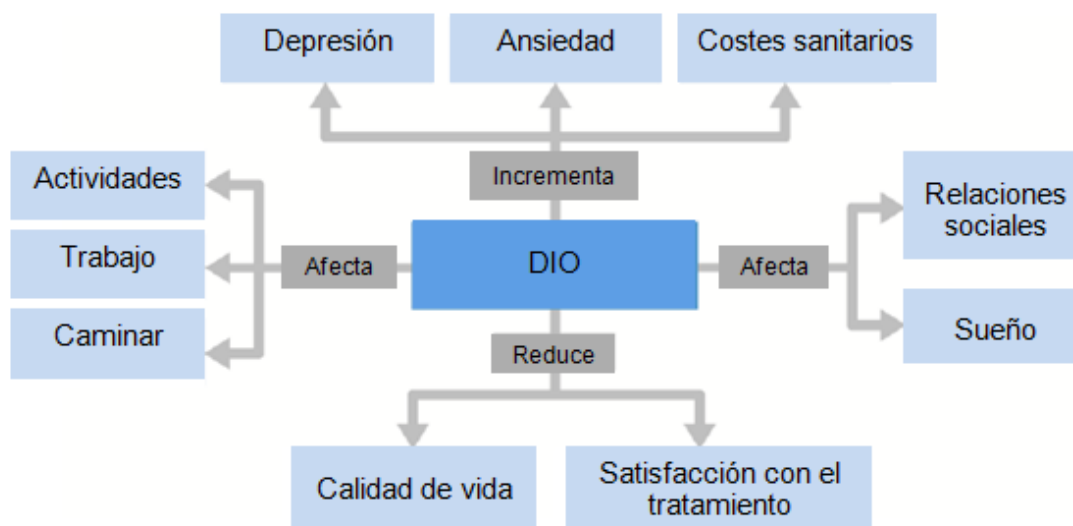 Depresión
Ansiedad
Costes sanitarios
Incrementa
Actividades
Trabajo
Caminar
Afecta
DIO
Afecta
Relaciones
sociales
Sueño
Reduce
Calidad de vida
Satisfacción con el
tratamiento